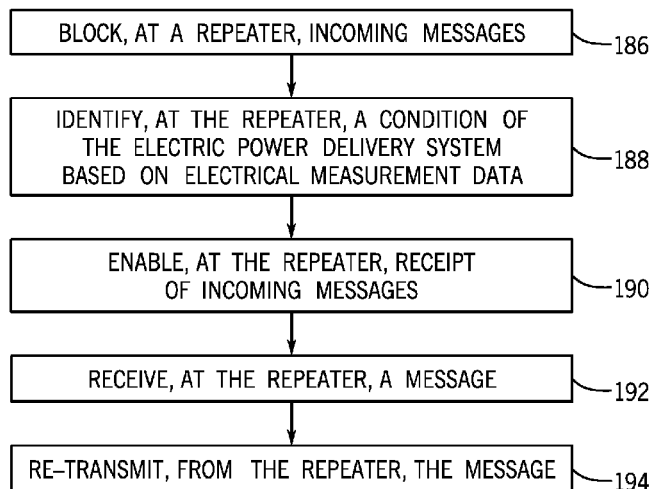 BLOCK, AT A REPEATER, INCOMING MESSAGES
186
IDENTIFY, AT THE REPEATER, A CONDITION OF
THE ELECTRIC POWER DELIVERY SYSTEM
BASED ON ELECTRICAL MEASUREMENT DATA
188
ENABLE, AT THE REPEATER, RECEIPT
OF INCOMING MESSAGES
190
RECEIVE, AT THE REPEATER, A MESSAGE
192
RE-TRANSMIT, FROM THE REPEATER, THE MESSAGE
194